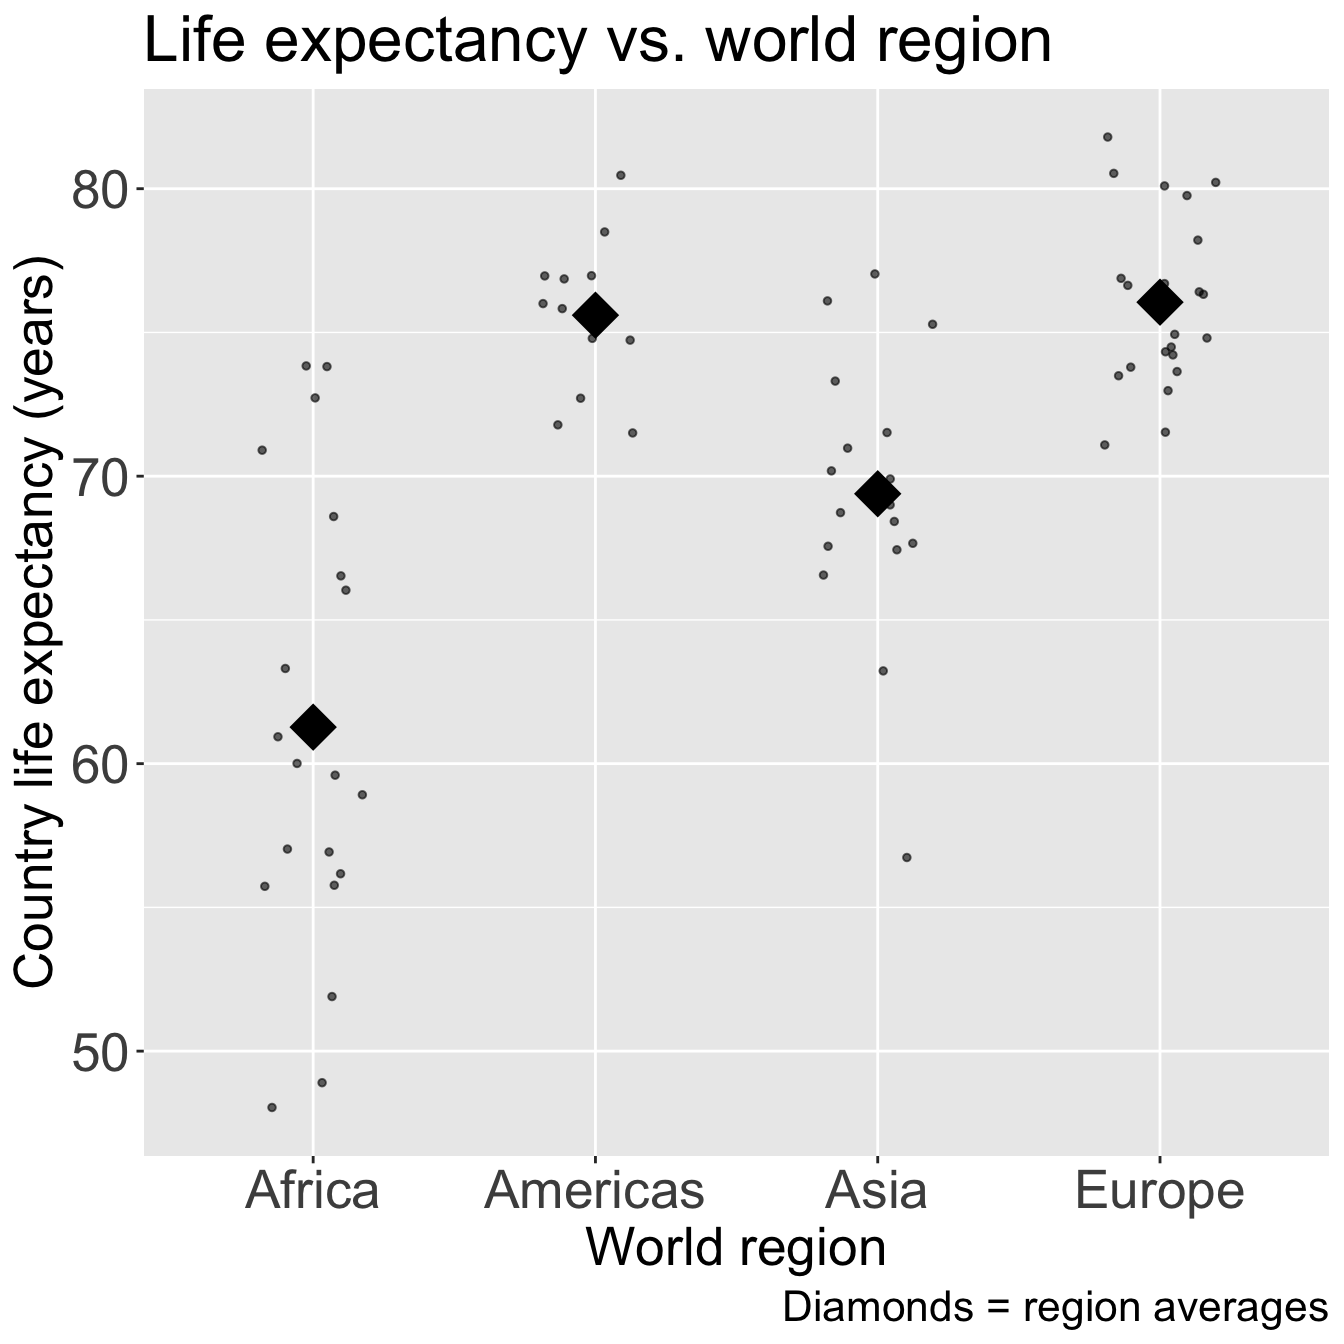 Life expectancy vs. world region
Country life expectancy (years)
80
70
60
50
Africa Americas Asia Europe
World region
Diamonds = region averages